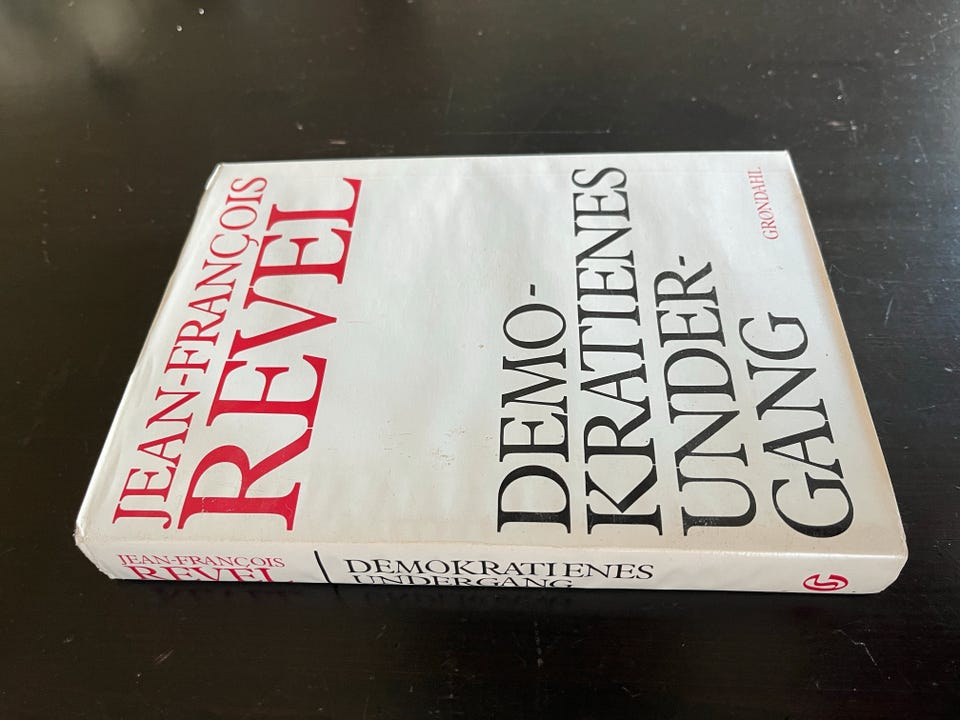 JEAN-FRANÇOIS
REVEL
DEMO-
KRATIENES
UNDER-
GANG
GRØNDAHL
JEAN-FRANÇOIS
REVEL
DEMOKRATIENES
UNDERGANG
G